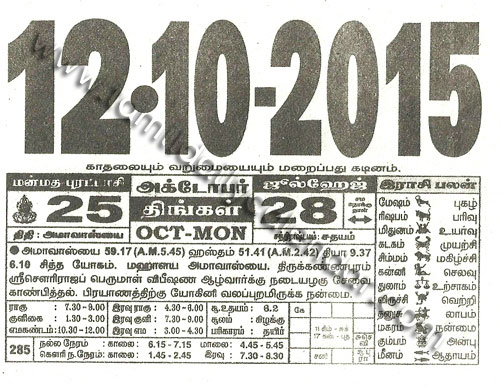 12-10-2015
காதலையும் வறுமையையும் மறைப்பது கடினம்.
மன்மத புரட்டாசி அக்டோபர் ஜூல்ஹேஜ் இராசி பலன்
25 திங்கள் 28
திதி : அமாவாஸ்யை OCT-MON சந்திஷ்டம் : சதயம்
அமாவாஸ்யை 59.17 (A.M.5.45) ஹஸ்தம் 51.41 (A.M.2.42) தியா 9.37
6.10 சித்த யோகம். மஹாளய அமாவாஸ்யை. திருக்கண்ணபுரம்
ஸ்ரீசௌரிராஜப் பெருமாள் விபீஷண ஆழ்வார்க்கு நடையழகு சேவை
காண்பித்தல். பிரயாணத்திற்கு யோகினி வலப்புறமிருக்க நன்மை.
மேஷம் புகழ்
ரிஷபம் பரிவு
மிதுனம் உயர்வு
கடகம் முயற்சி
சிம்மம் மகிழ்ச்சி
கன்னி செலவு
துலாம் உற்சாகம்
விருச்சி வெற்றி
தனுசு லாபம்
மகரம் நன்மை
கும்பம் அன்பு
மீனம் ஆதாயம்
ராகு : 7.30 - 9.00 இரவு ராகு : 4.30 - 6.00 சூ.உதயம் : 6.2
குளிகை : 1.30 - 3.00 இரவு குளி : 7.30 - 9.00 சூலம் : கிழக்கு
எமகண்டம் : 10.30 - 12.00 இரவு எம : 3.00 - 4.30 பரிகாரம் : தயிர்
285 நல்ல நேரம் : காலை : 6.15 - 7.15 மாலை : 4.45 - 5.45
கௌரி ந.நேரம் : காலை : 1.45 - 2.45 இரவு : 7.30 - 8.30